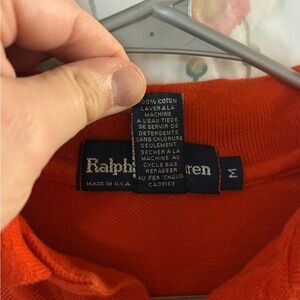 100% COTON
LAVER A LA
MACHINE
A L'EAU TIEDE
SE SERVIR DE
DETERGENTS
SANS CHLORURE
SEULEMENT.
SECHER A LA
MACHINE AU
CYCLE BAS.
REPASSER
AU FER CHAUD
CA03163
Ralph ren
MADE IN U.S.A.
M